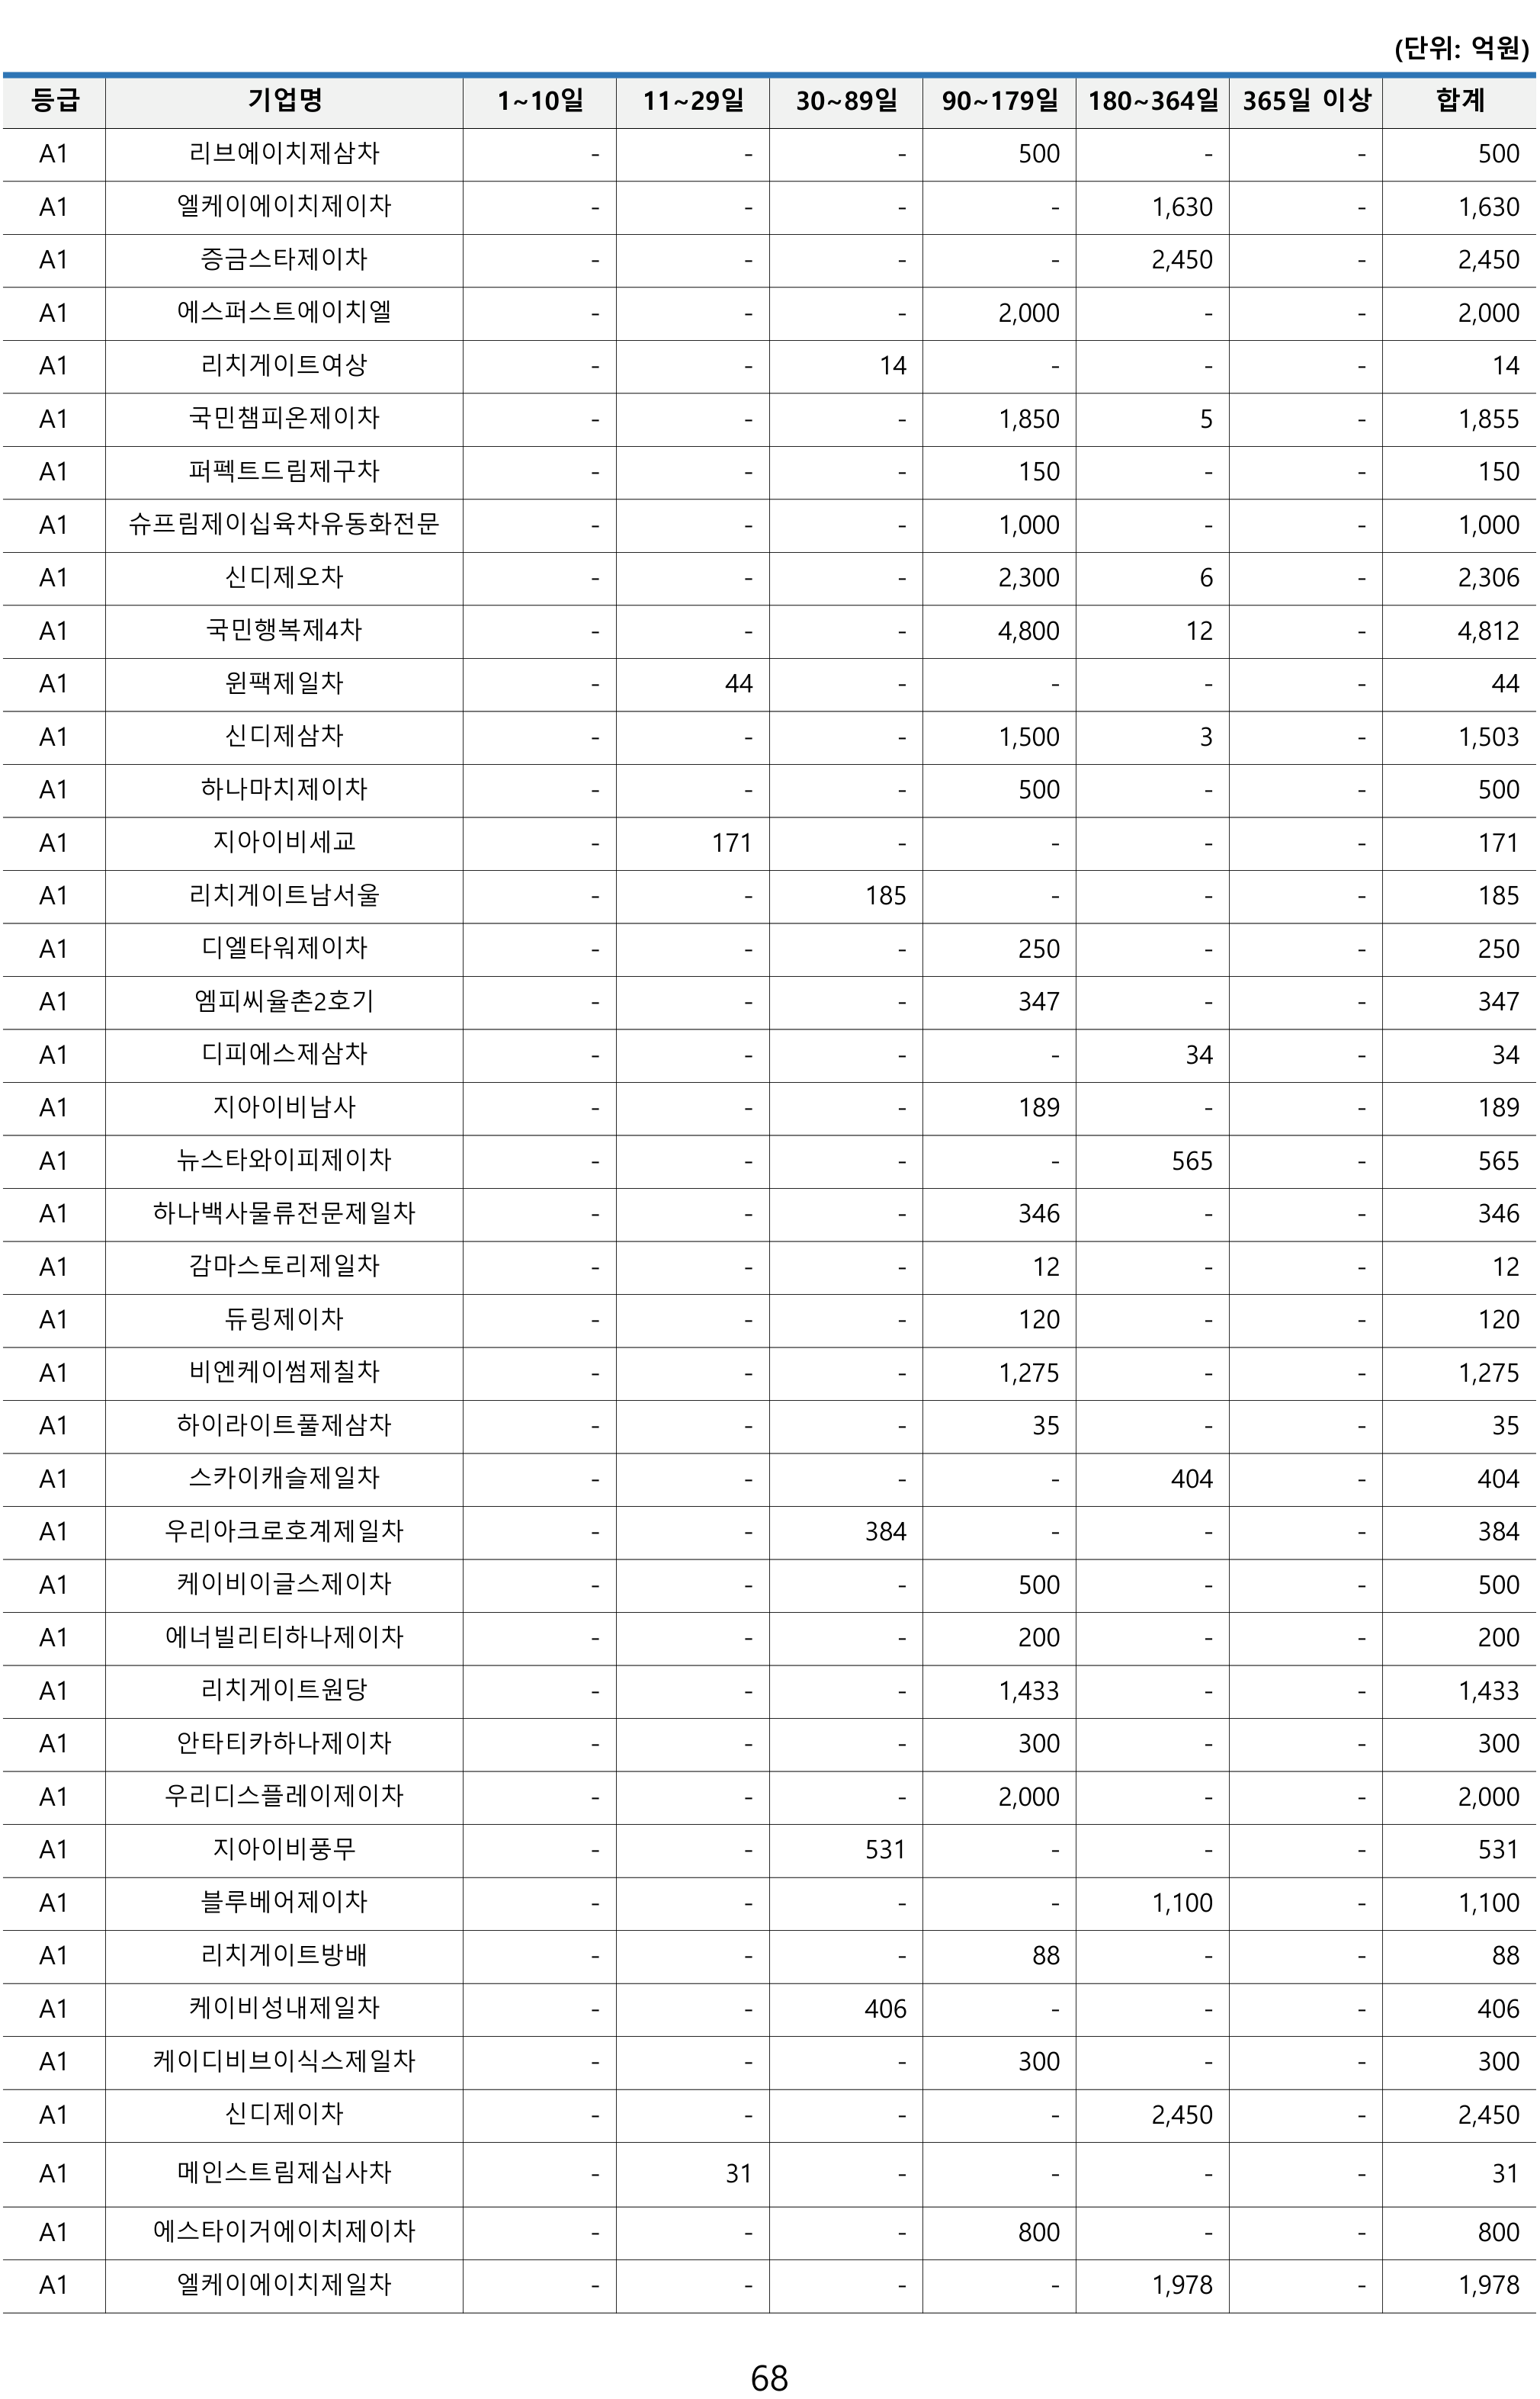 (단위: 억원)
등급 기업명 1~10일 11~29일 30~89일 90~179일 180~364일 365일 이상 합계
A1 리브에이치제삼차 - - - 500 - - 500
A1 엘케이에이치제이차 - - - - 1,630 - 1,630
A1 증금스타제이차 - - - - 2,450 - 2,450
A1 에스퍼스트에이치엘 - - - 2,000 - - 2,000
A1 리치게이트여상 - - 14 - - - 14
A1 국민챔피온제이차 - - - 1,850 5 - 1,855
A1 퍼펙트드림제구차 - - - 150 - - 150
A1 슈프림제이십육차유동화전문 - - - 1,000 - - 1,000
A1 신디제오차 - - - 2,300 6 - 2,306
A1 국민행복제4차 - - - 4,800 12 - 4,812
A1 윈팩제일차 - 44 - - - - 44
A1 신디제삼차 - - - 1,500 3 - 1,503
A1 하나마치제이차 - - - 500 - - 500
A1 지아이비세교 - 171 - - - - 171
A1 리치게이트남서울 - - 185 - - - 185
A1 디엘타워제이차 - - - 250 - - 250
A1 엠피씨율촌2호기 - - - 347 - - 347
A1 디피에스제삼차 - - - - 34 - 34
A1 지아이비남사 - - - 189 - - 189
A1 뉴스타와이피제이차 - - - - 565 - 565
A1 하나백사물류전문제일차 - - - 346 - - 346
A1 감마스토리제일차 - - - 12 - - 12
A1 듀링제이차 - - - 120 - - 120
A1 비엔케이썸제칠차 - - - 1,275 - - 1,275
A1 하이라이트풀제삼차 - - - 35 - - 35
A1 스카이캐슬제일차 - - - - 404 - 404
A1 우리아크로호계제일차 - - 384 - - - 384
A1 케이비이글스제이차 - - - 500 - - 500
A1 에너빌리티하나제이차 - - - 200 - - 200
A1 리치게이트원당 - - - 1,433 - - 1,433
A1 안타티카하나제이차 - - - 300 - - 300
A1 우리디스플레이제이차 - - - 2,000 - - 2,000
A1 지아이비풍무 - - 531 - - - 531
A1 블루베어제이차 - - - - 1,100 - 1,100
A1 리치게이트방배 - - - 88 - - 88
A1 케이비성내제일차 - - 406 - - - 406
A1 케이디비브이식스제일차 - - - 300 - - 300
A1 신디제이차 - - - - 2,450 - 2,450
A1 메인스트림제십사차 - 31 - - - - 31
A1 에스타이거에이치제이차 - - - 800 - - 800
A1 엘케이에이치제일차 - - - - 1,978 - 1,978
68